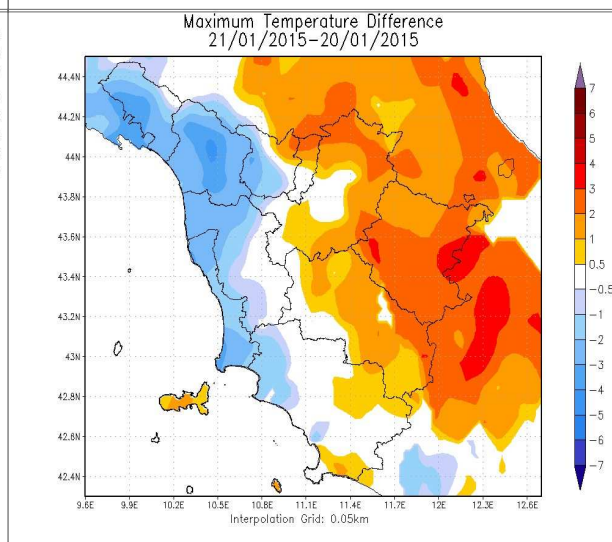 Maximum Temperature Difference
21/01/2015–20/01/2015
44.4N
44.2N
44N
43.8N
43.6N
43.4N
43.2N
43N
42.8N
42.6N
42.4N
9.6E 9.9E 10.2E 10.5E 10.8E 11.1E 11.4E 11.7E 12E 12.3E 12.6E
Interpolation Grid: 0.05km
7
6
5
4
3
2
1
0.5
−0.5
−1
−2
−3
−4
−5
−6
−7